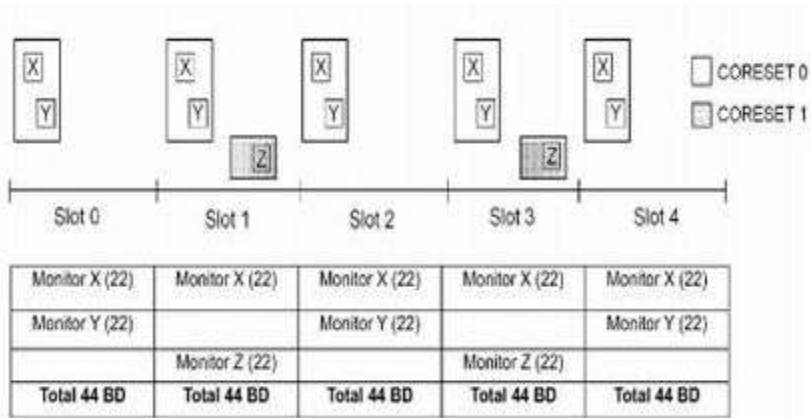 X X X X X
Y Y Y Y Y
Z Z
CORESET 0
CORESET 1
Slot 0 Slot 1 Slot 2 Slot 3 Slot 4
Monitor X (22) Monitor X (22) Monitor X (22) Monitor X (22) Monitor X (22)
Monitor Y (22) Monitor Y (22) Monitor Y (22)
Monitor Z (22) Monitor Z (22)
Total 44 BD Total 44 BD Total 44 BD Total 44 BD Total 44 BD